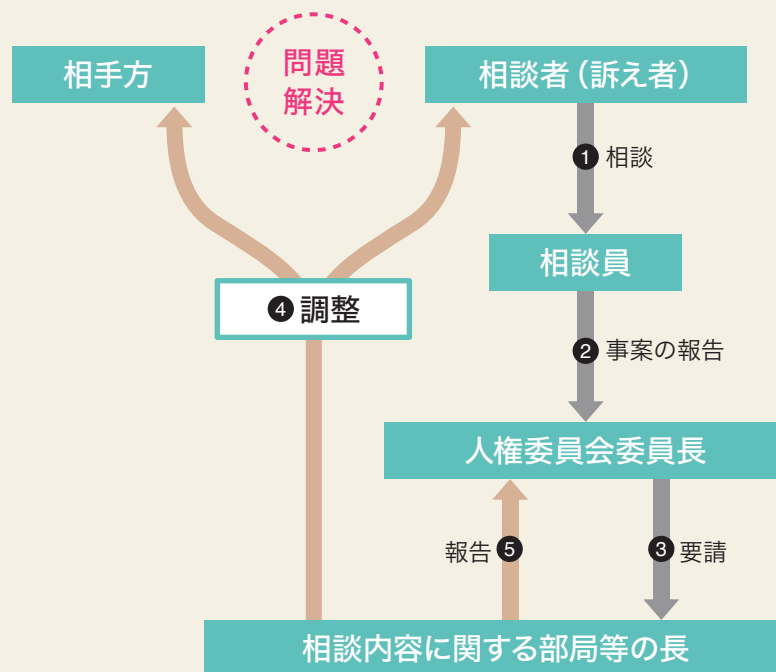 相手方
問題
解決
相談者（訴え者）
❶ 相談
相談員
❷ 事案の報告
❹ 調整
人権委員会委員長
報告 ❺
❸ 要請
相談内容に関する部局等の長